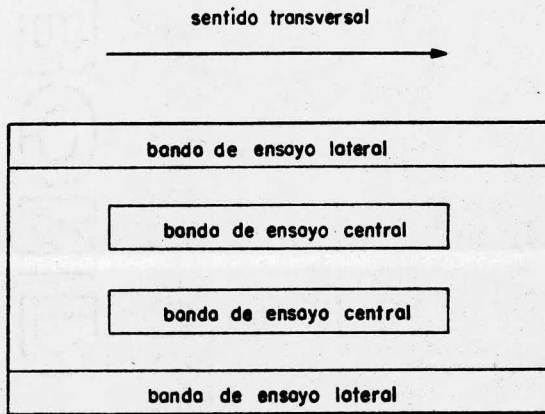 sentido transversal
banda de ensayo lateral
banda de ensayo central
banda de ensayo central
banda de ensayo lateral